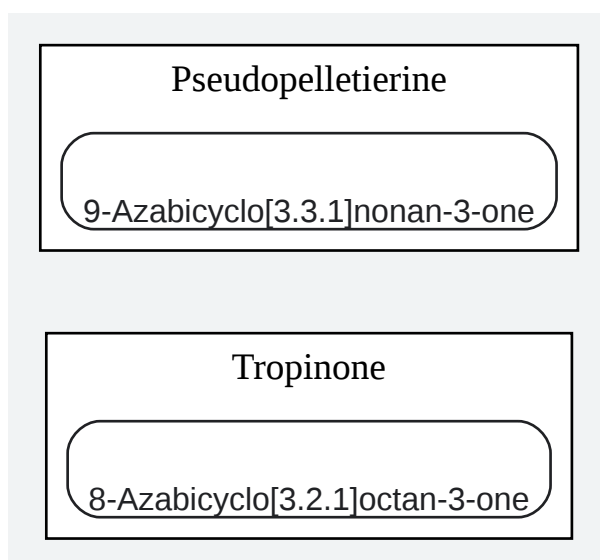 Pseudopelletierine
9-Azabicyclo[3.3.1]nonan-3-one
Tropinone
8-Azabicyclo[3.2.1]octan-3-one